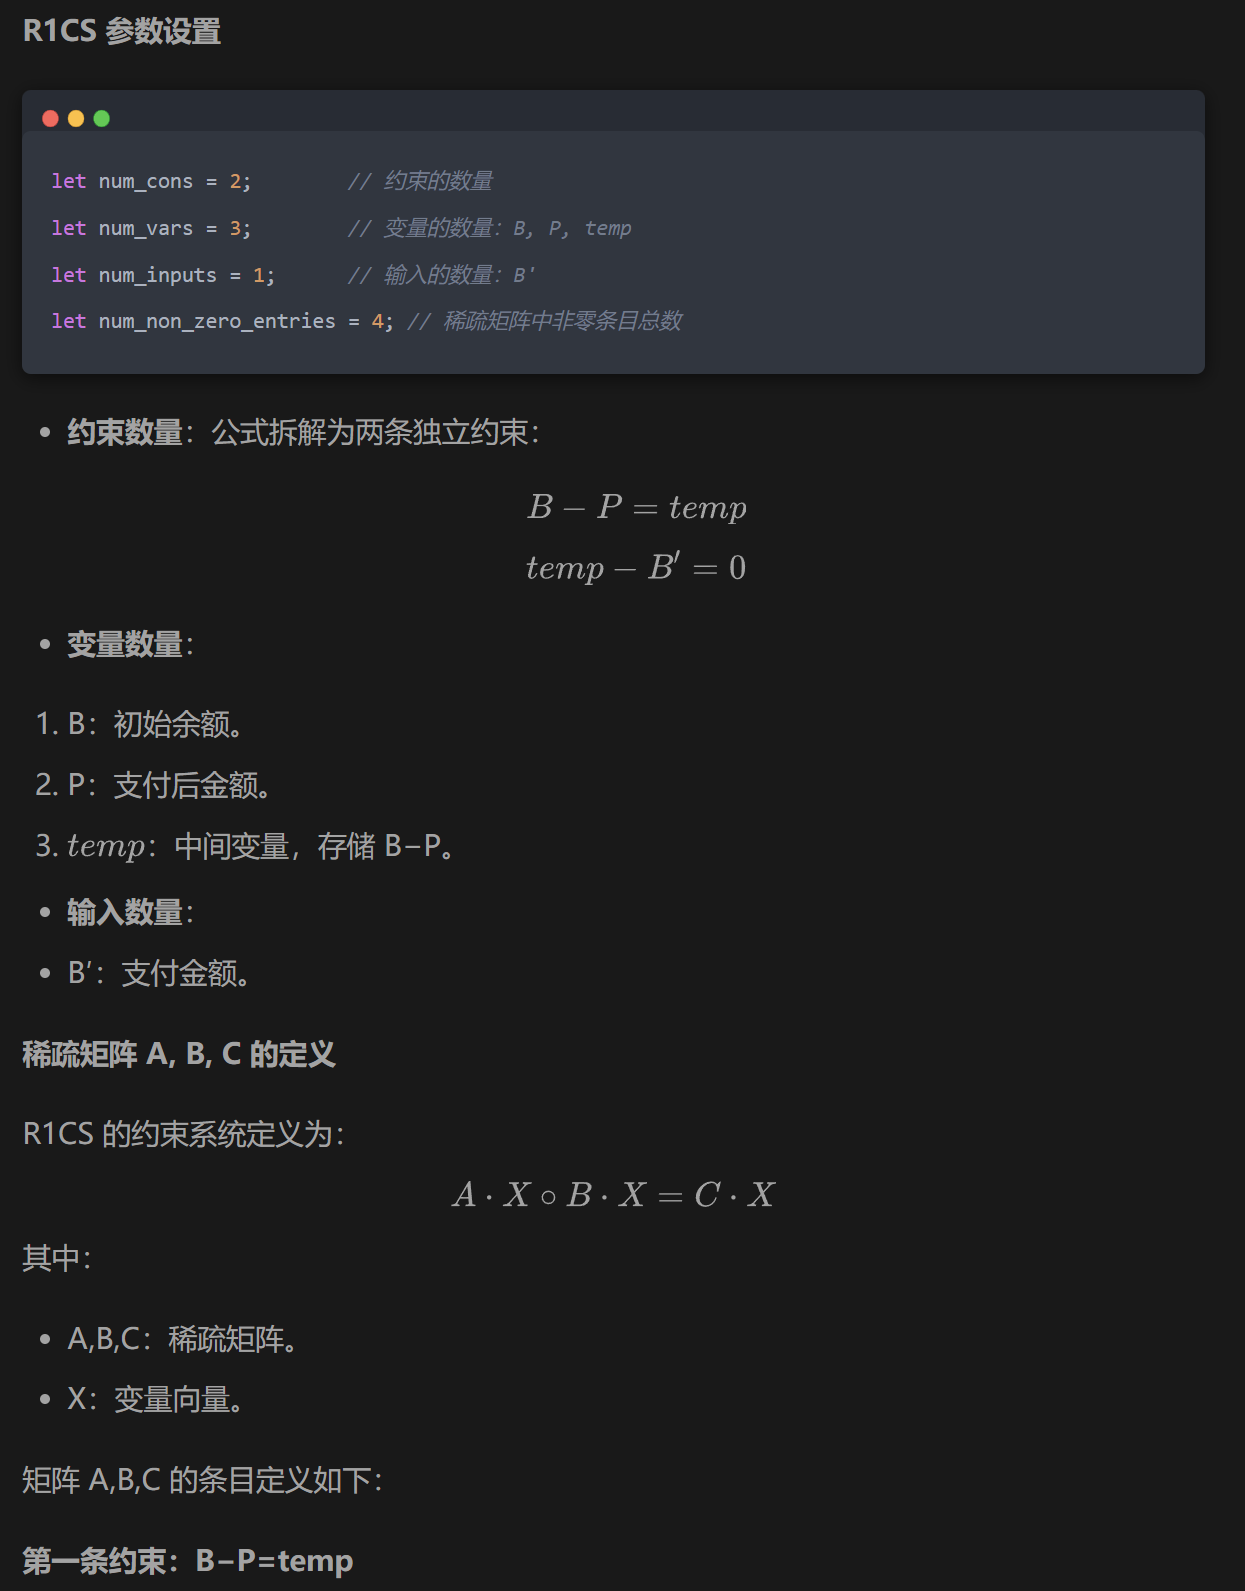 R1CS 参数设置
let num_cons = 2; // 约束的数量
let num_vars = 3; // 变量的数量：B, P, temp
let num_inputs = 1; // 输入的数量：B'
let num_non_zero_entries = 4; // 稀疏矩阵中非零条目总数
• 约束数量：公式拆解为两条独立约束：
B − P = temp
temp − B′ = 0
• 变量数量：
1. B：初始余额。
2. P：支付后金额。
3. temp：中间变量，存储 B−P。
• 输入数量：
• B′：支付金额。
稀疏矩阵 A, B, C 的定义
R1CS 的约束系统定义为：
A · X ∘ B · X = C · X
其中：
• A,B,C：稀疏矩阵。
• X：变量向量。
矩阵 A,B,C 的条目定义如下：
第一条约束：B−P=temp